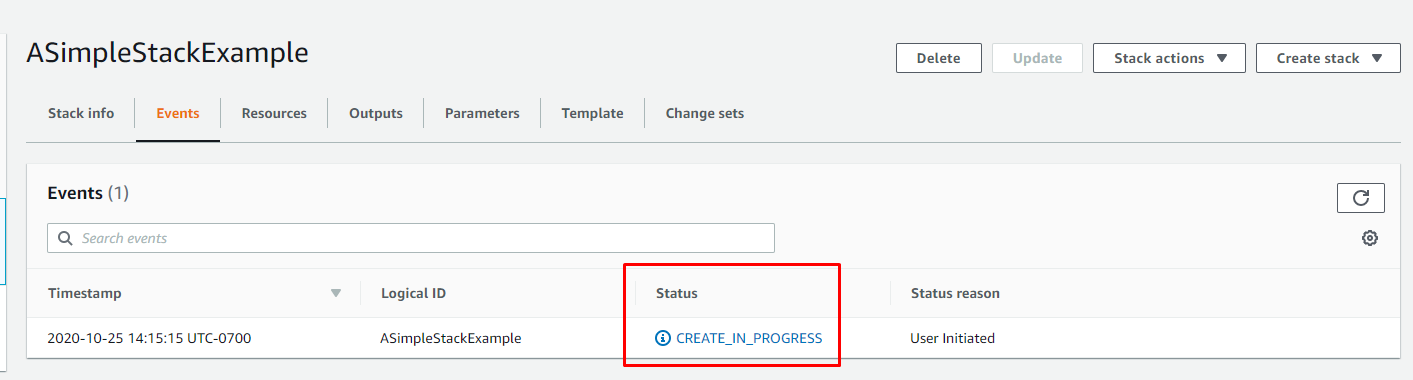 ASimpleStackExample
Delete Update Stack actions Create stack
Stack info Events Resources Outputs Parameters Template Change sets
Events (1)
Search events
Timestamp Logical ID Status Status reason
2020-10-25 14:15:15 UTC-0700 ASimpleStackExample CREATE_IN_PROGRESS User Initiated